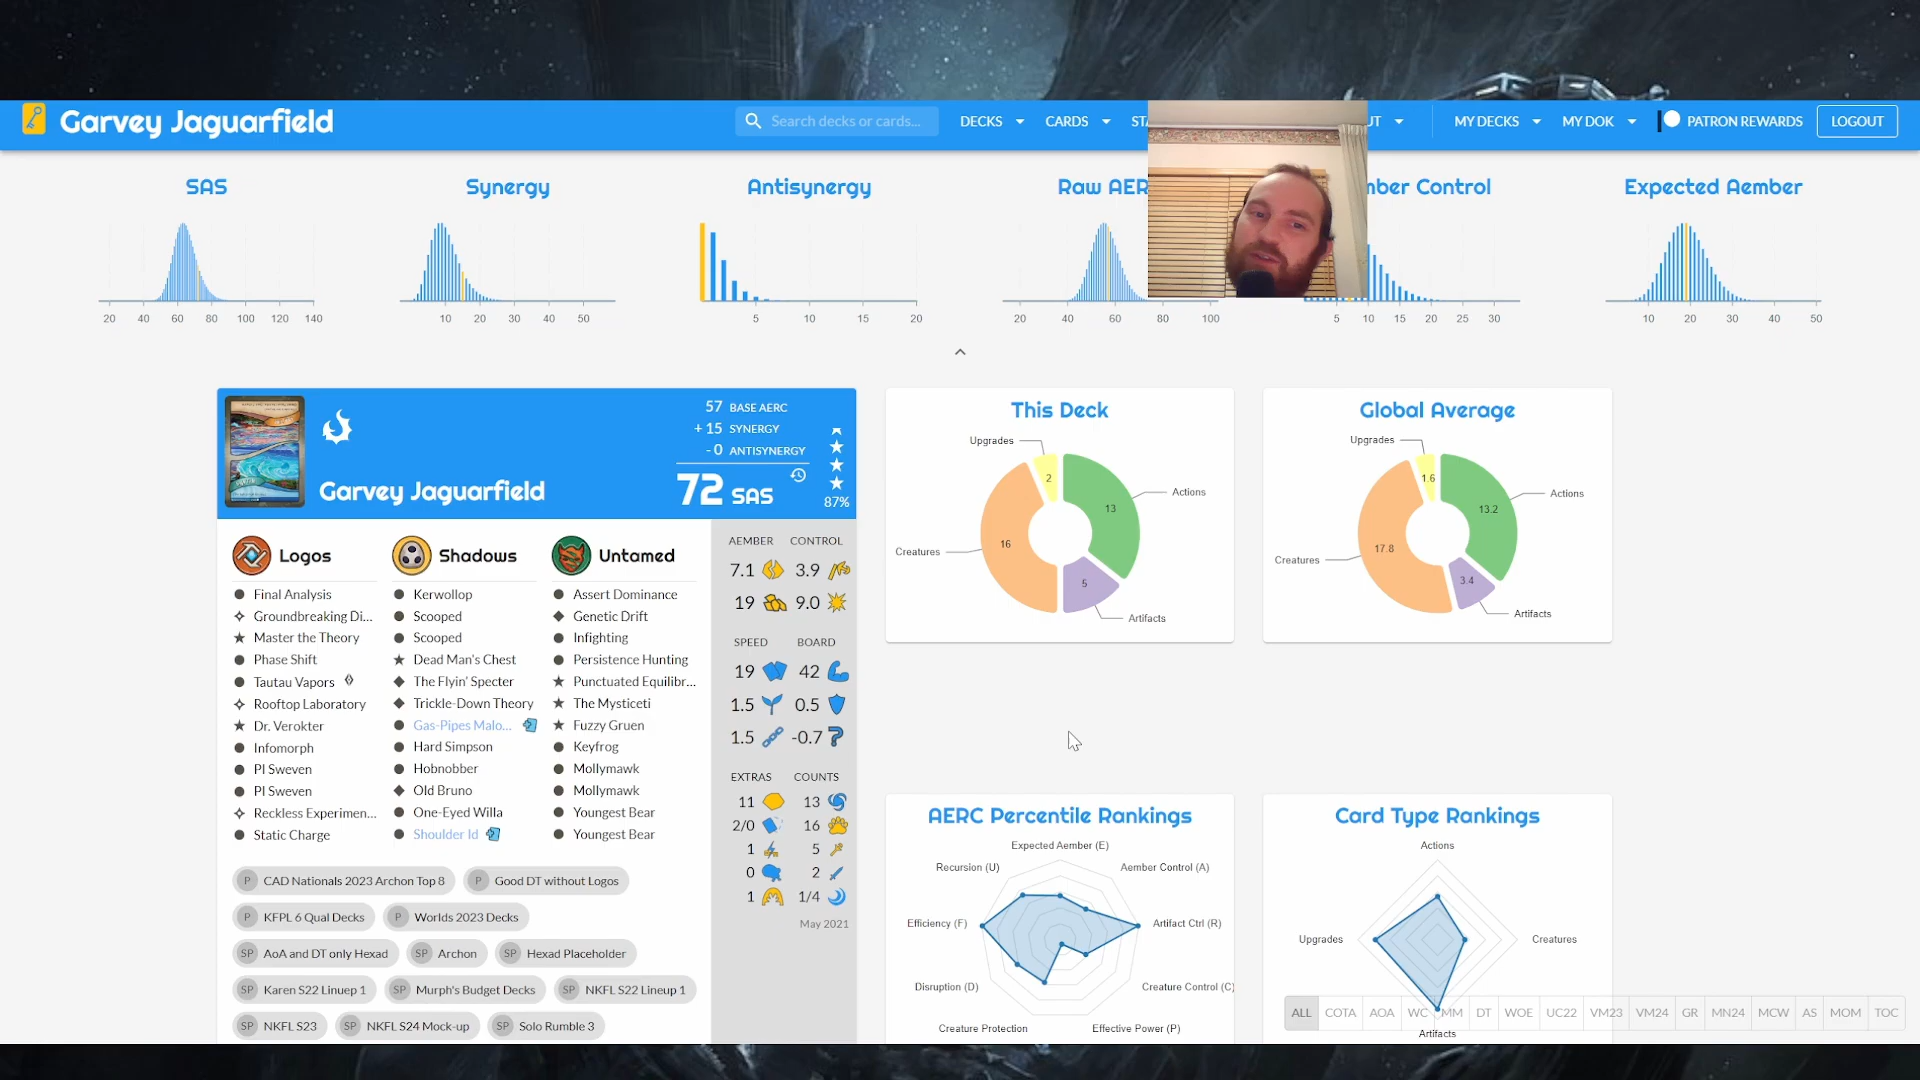 Garvey Jaguarfield
Search decks or cards...
DECKS
CARDS
MY DECKS
MY DOK
PATRON REWARDS
LOGOUT
SAS
Synergy
Antisynergy
Raw AER
mber Control
Expected Aember
20 40 60 80 100 120 140
10 20 30 40 50
5 10 15 20
20 40 60 80 100
5 10 15 20 25 30
10 20 30 40 50
57 BASE AERC
+ 15 SYNERGY
- 0 ANTISYNERGY
72 SAS
87%
Garvey Jaguarfield
Logos
Final Analysis
Groundbreaking Di...
Master the Theory
Phase Shift
Tautau Vapors
Rooftop Laboratory
Dr. Verokter
Infomorph
PI Sweven
PI Sweven
Reckless Experimen...
Static Charge
Shadows
Kerwollop
Scooped
Scooped
Dead Man's Chest
The Flyin' Specter
Trickle-Down Theory
Gas-Pipes Malo...
Hard Simpson
Hobnobber
Old Bruno
One-Eyed Willa
Shoulder Id
Untamed
Assert Dominance
Genetic Drift
Infighting
Persistence Hunting
Punctuated Equilibr...
The Mysticeti
Fuzzy Gruen
Keyfrog
Mollymawk
Mollymawk
Youngest Bear
Youngest Bear
AEMBER CONTROL
7.1 3.9
19 9.0
SPEED BOARD
19 42
1.5 0.5
1.5 -0.7
EXTRAS COUNTS
11 13
2/0 16
1 5
0 2
1 1/4
May 2021
P CAD Nationals 2023 Archon Top 8
P Good DT without Logos
P KFPL 6 Qual Decks
P Worlds 2023 Decks
SP AoA and DT only Hexad
SP Archon
SP Hexad Placeholder
SP Karen S22 Linuep 1
SP Murph's Budget Decks
SP NKFL S22 Lineup 1
SP NKFL S23
SP NKFL S24 Mock-up
SP Solo Rumble 3
This Deck
Upgrades
2
Actions
13
Creatures
16
5
Artifacts
Global Average
Upgrades
1.6
Actions
13.2
Creatures
17.8
3.4
Artifacts
AERC Percentile Rankings
Expected Aember (E)
Recursion (U)
Aember Control (A)
Efficiency (F)
Artifact Ctrl (R)
Disruption (D)
Creature Control (C)
Creature Protection
Effective Power (P)
Card Type Rankings
Actions
Upgrades
Creatures
Artifacts
ALL COTA AOA WC MM DT WOE UC22 VM23 VM24 GR MN24 MCW AS MOM TOC